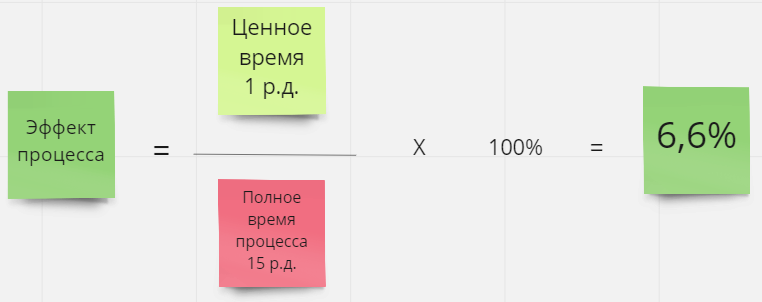 Эффект
процесса
=
Ценное
время
1 р.д.
Полное
время
процесса
15 р.д.
X
100%
=
6,6%